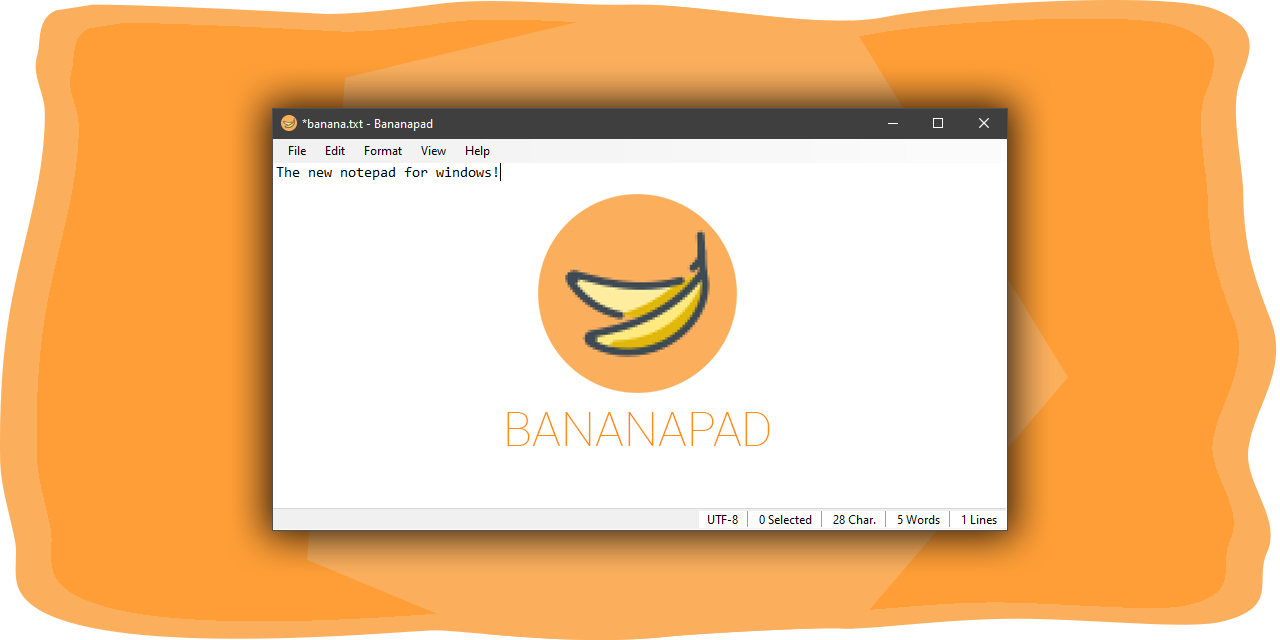 *banana.txt - Bananapad
File Edit Format View Help
The new notepad for windows!
BANANAPAD
UTF-8 0 Selected 28 Char. 5 Words 1 Lines